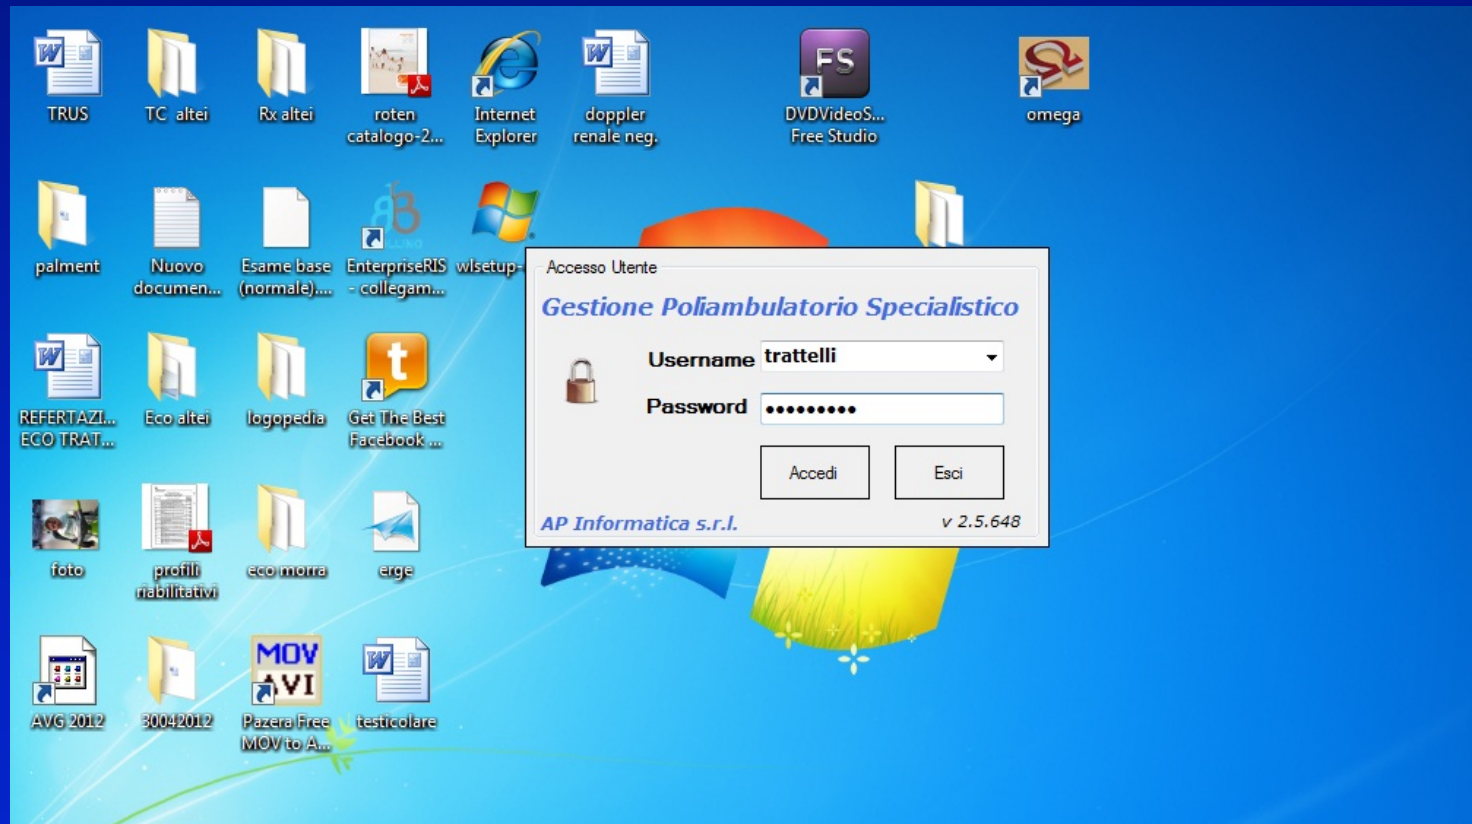 TRUS
TC altei
Rx altei
roten
catalogo-2...
Internet
Explorer
doppler
renale neg.
FS
DVDVideoS...
Free Studio
omega
palment
Nuovo
documen...
Esame base
(normale)....
EnterpriseRIS
- collegam...
wlsetup-
REFERTAZI...
ECO TRAT...
Eco altei
logopedia
t
Get The Best
Facebook ...
foto
profili
riabilitativi
eco morra
erge
AVG 2012
30042012
MOV
AVI
Pazera Free
MOV to A...
testicolare
Accesso Utente
Gestione Poliambulatorio Specialistico
Username trattelli
Password •••••••••
Accedi
Esci
AP Informatica s.r.l.
v 2.5.648